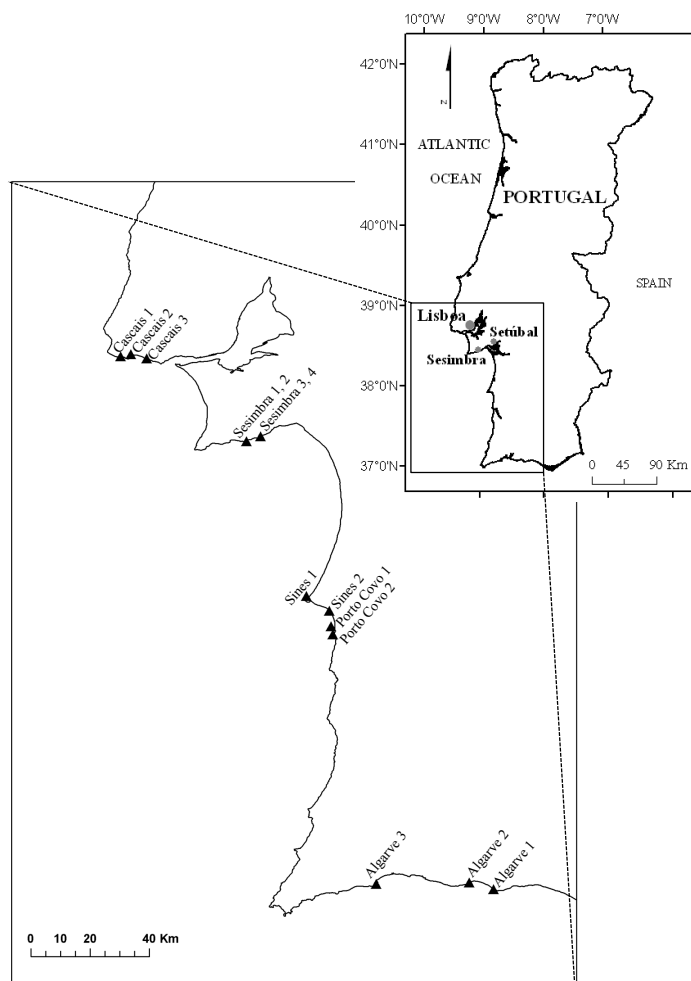 10°0'W 9°0'W 8°0'W 7°0'W
42°0'N
41°0'N
40°0'N
39°0'N
38°0'N
37°0'N
z
ATLANTIC
OCEAN
PORTUGAL
SPAIN
Lisboa
Setúbal
Sesimbra
0 45 90 Km
Cascais 1
Cascais 2
Cascais 3
Sesimbra 1, 2
Sesimbra 3, 4
Sines 1
Sines 2
Porto Covo 1
Porto Covo 2
Algarve 3
Algarve 2
Algarve 1
0 10 20 40 Km